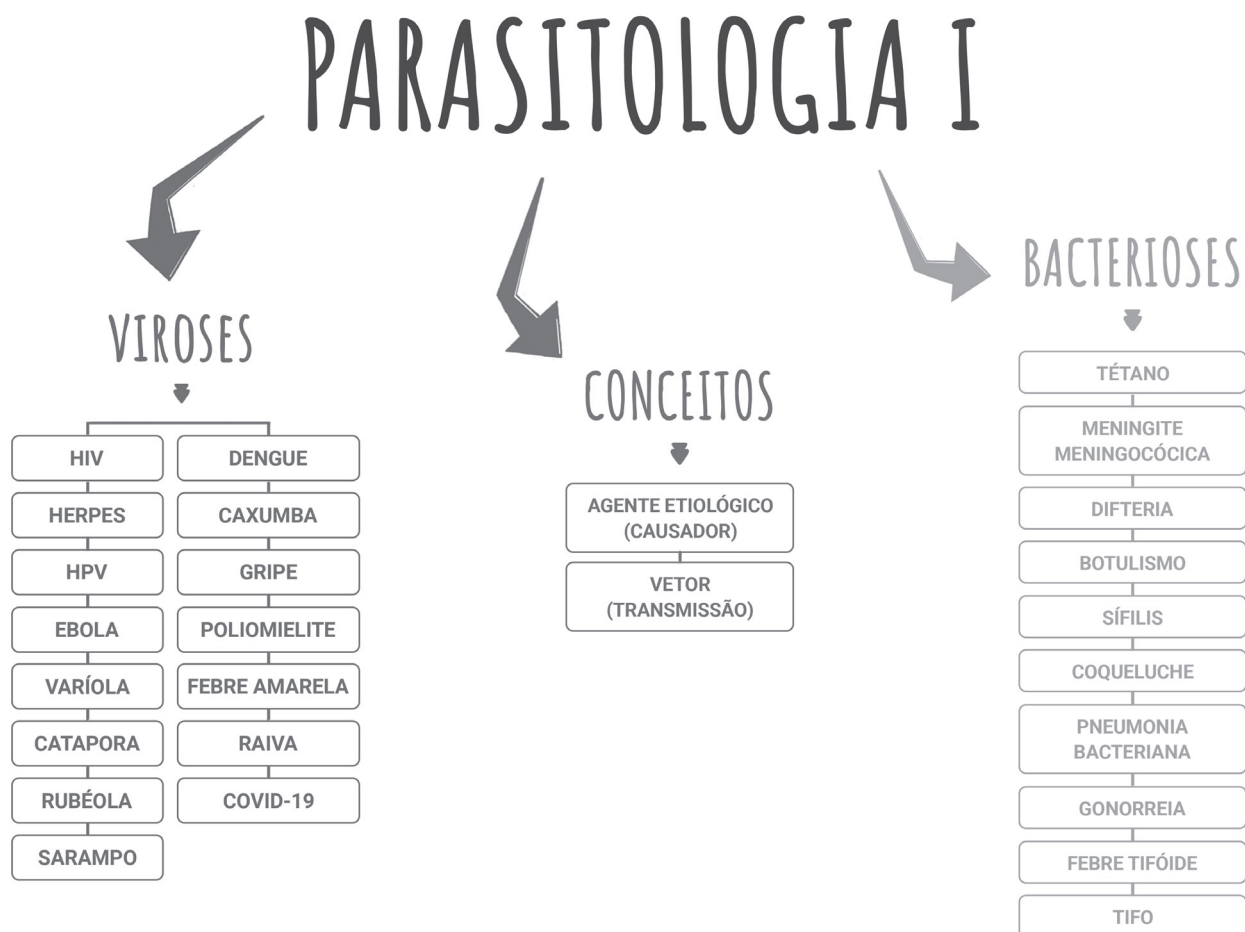 PARASITOLOGIA I
VIROSES
HIV
HERPES
HPV
EBOLA
VARÍOLA
CATAPORA
RUBÉOLA
SARAMPO
DENGUE
CAXUMBA
GRIPE
POLIOMIELITE
FEBRE AMARELA
RAIVA
COVID-19
CONCEITOS
AGENTE ETIOLÓGICO
(CAUSADOR)
VETOR
(TRANSMISSÃO)
BACTERIOSES
TÉTANO
MENINGITE
MENINGOCÓCICA
DIFTERIA
BOTULISMO
SÍFILIS
COQUELUCHE
PNEUMONIA
BACTERIANA
GONORREIA
FEBRE TIFÓIDE
TIFO